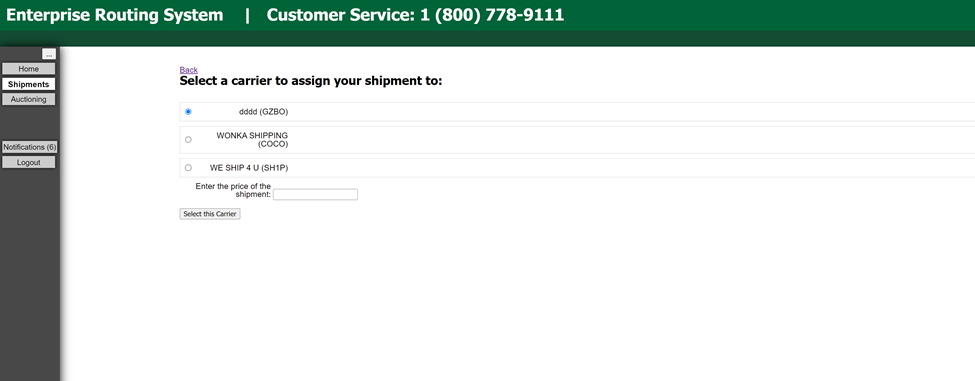 Enterprise Routing System | Customer Service: 1 (800) 778-9111
...
Home
Shipments
Auctioning
Notifications (6)
Logout
Back
Select a carrier to assign your shipment to:
dddd (GZBO)
WONKA SHIPPING
(COCO)
WE SHIP 4 U (SH1P)
Enter the price of the
shipment:
Select this Carrier